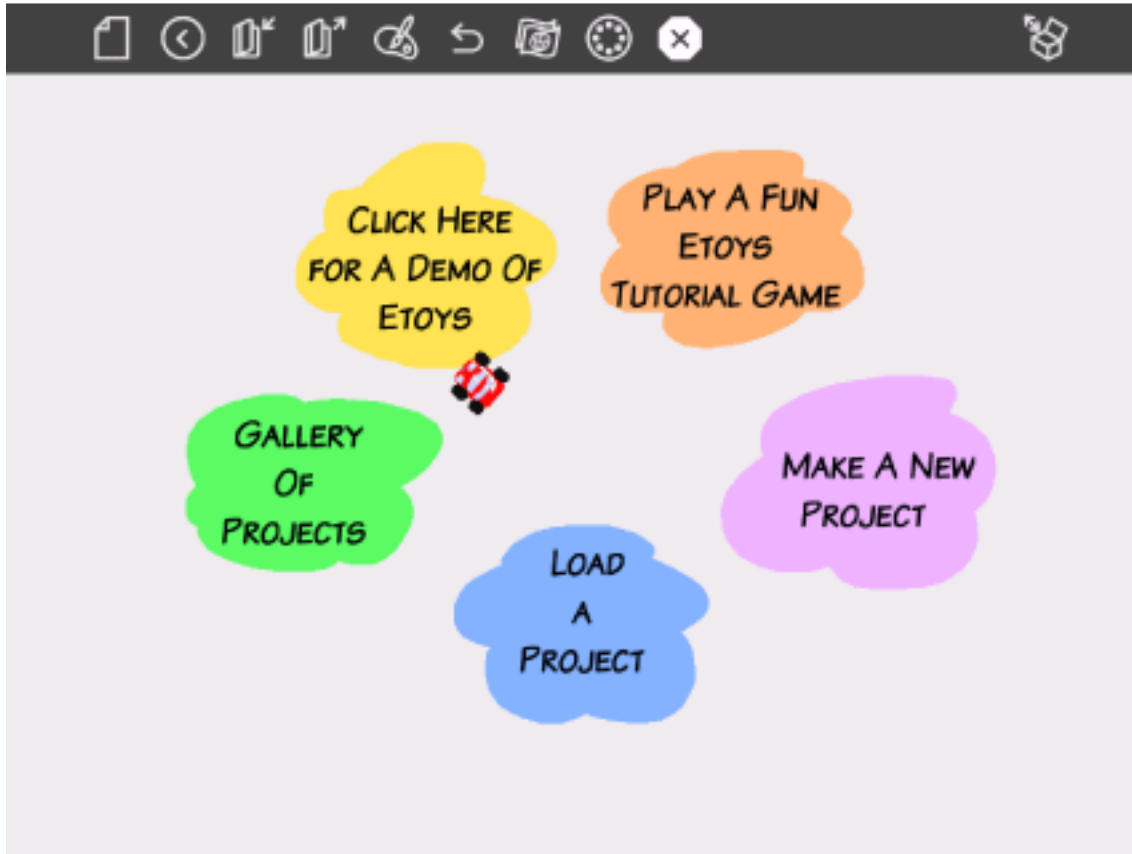 Click Here
for A Demo Of
Etoys
Play A Fun
Etoys
Tutorial Game
Gallery
Of
Projects
Make A New
Project
Load
a
Project